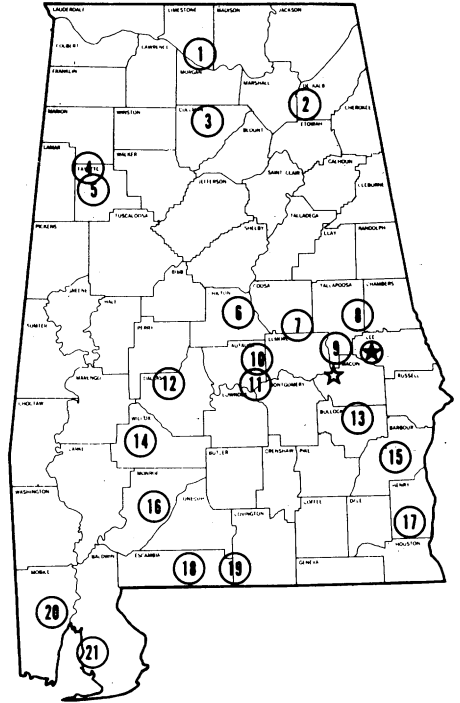 LAUDERDALE
LIMESTONE
MADISON
JACKSON
COLBERT
LAWRENCE
1
FRANKLIN
MORGAN
MARSHALL
DE KALB
2
CHEROKEE
MARION
WINSTON
CULLMAN
3
BLOUNT
ETOWAH
LAMAR
WALKER
4
FAYETTE
5
CALHOUN
SAINT CLAIR
CLEBURNE
JEFFERSON
TUSCALOOSA
TALLADEGA
PICKENS
SHELBY
CLAY
RANDOLPH
BIBB
GREENE
HALE
COOSA
TALLAPOOSA
CHAMBERS
CHILTON
6
7
8
SUMTER
PERRY
ELMORE
LEE
AUTAUGA
9
10
MACON
MARENGO
DALLAS
12
11
LOWNDES
MONTGOMERY
RUSSELL
CHOCTAW
WILCOX
BULLOCK
13
BARBOUR
14
CLARKE
BUTLER
CRENSHAW
PIKE
15
MONROE
WASHINGTON
16
CONECUH
COVINGTON
COFFEE
DALE
HENRY
17
HOUSTON
BALDWIN
ESCAMBIA
18
19
GENEVA
MOBILE
20
21